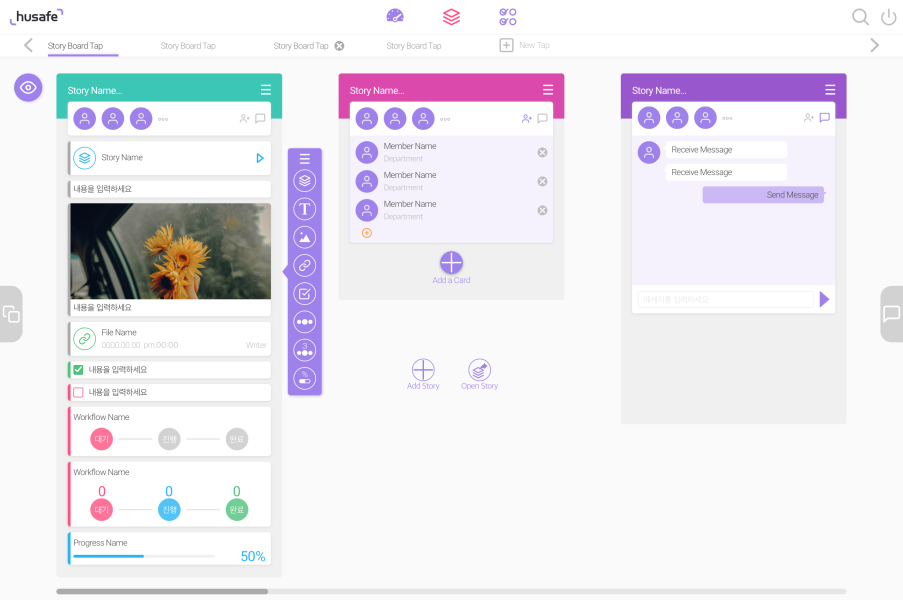 husafe
Story Board Tap
Story Board Tap
Story Board Tap
Story Board Tap
New Tap
Story Name...
Story Name
내용을 입력하세요
내용을 입력하세요
File Name
0000.00.00 pm.00:00
Writer
내용을 입력하세요
내용을 입력하세요
Workflow Name
대기
진행
완료
Workflow Name
0
0
0
대기
진행
완료
Progress Name
50%
T
3
%
Story Name...
Member Name
Department
Member Name
Department
Member Name
Department
Add a Card
Add Story
Open Story
Story Name...
Receive Message
Receive Message
Send Message
메세지를 입력하세요